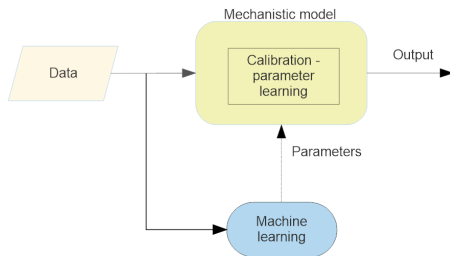 Mechanistic model
Data
Calibration -
parameter
learning
Output
Parameters
Machine
learning